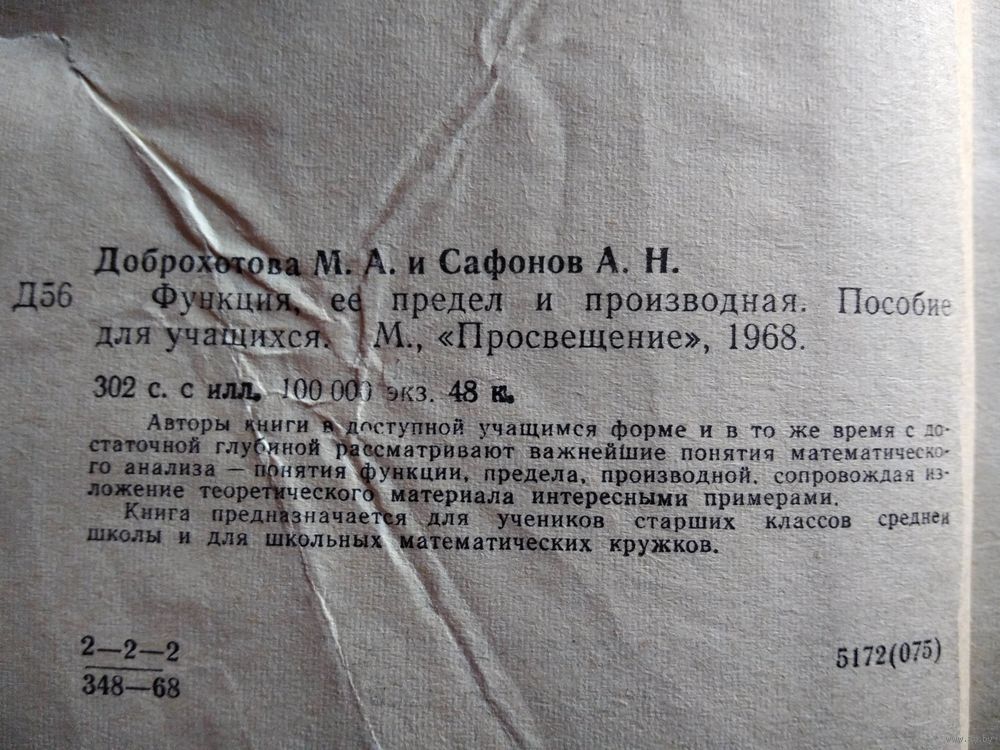 Доброхотова М. А. и Сафонов А. Н.
Д56 Функция, ее предел и производная. Пособие
для учащихся. М., «Просвещение», 1968.
302 с. с илл. 100 000 экз. 48 к.
Авторы книги в доступной учащимся форме и в то же время с до-
статочной глубиной рассматривают важнейшие понятия математическо-
го анализа — понятия функции, предела, производной, сопровождая из-
ложение теоретического материала интересными примерами.
Книга предназначается для учеников старших классов средней
школы и для школьных математических кружков.
2—2—2
348—68
5172(075)